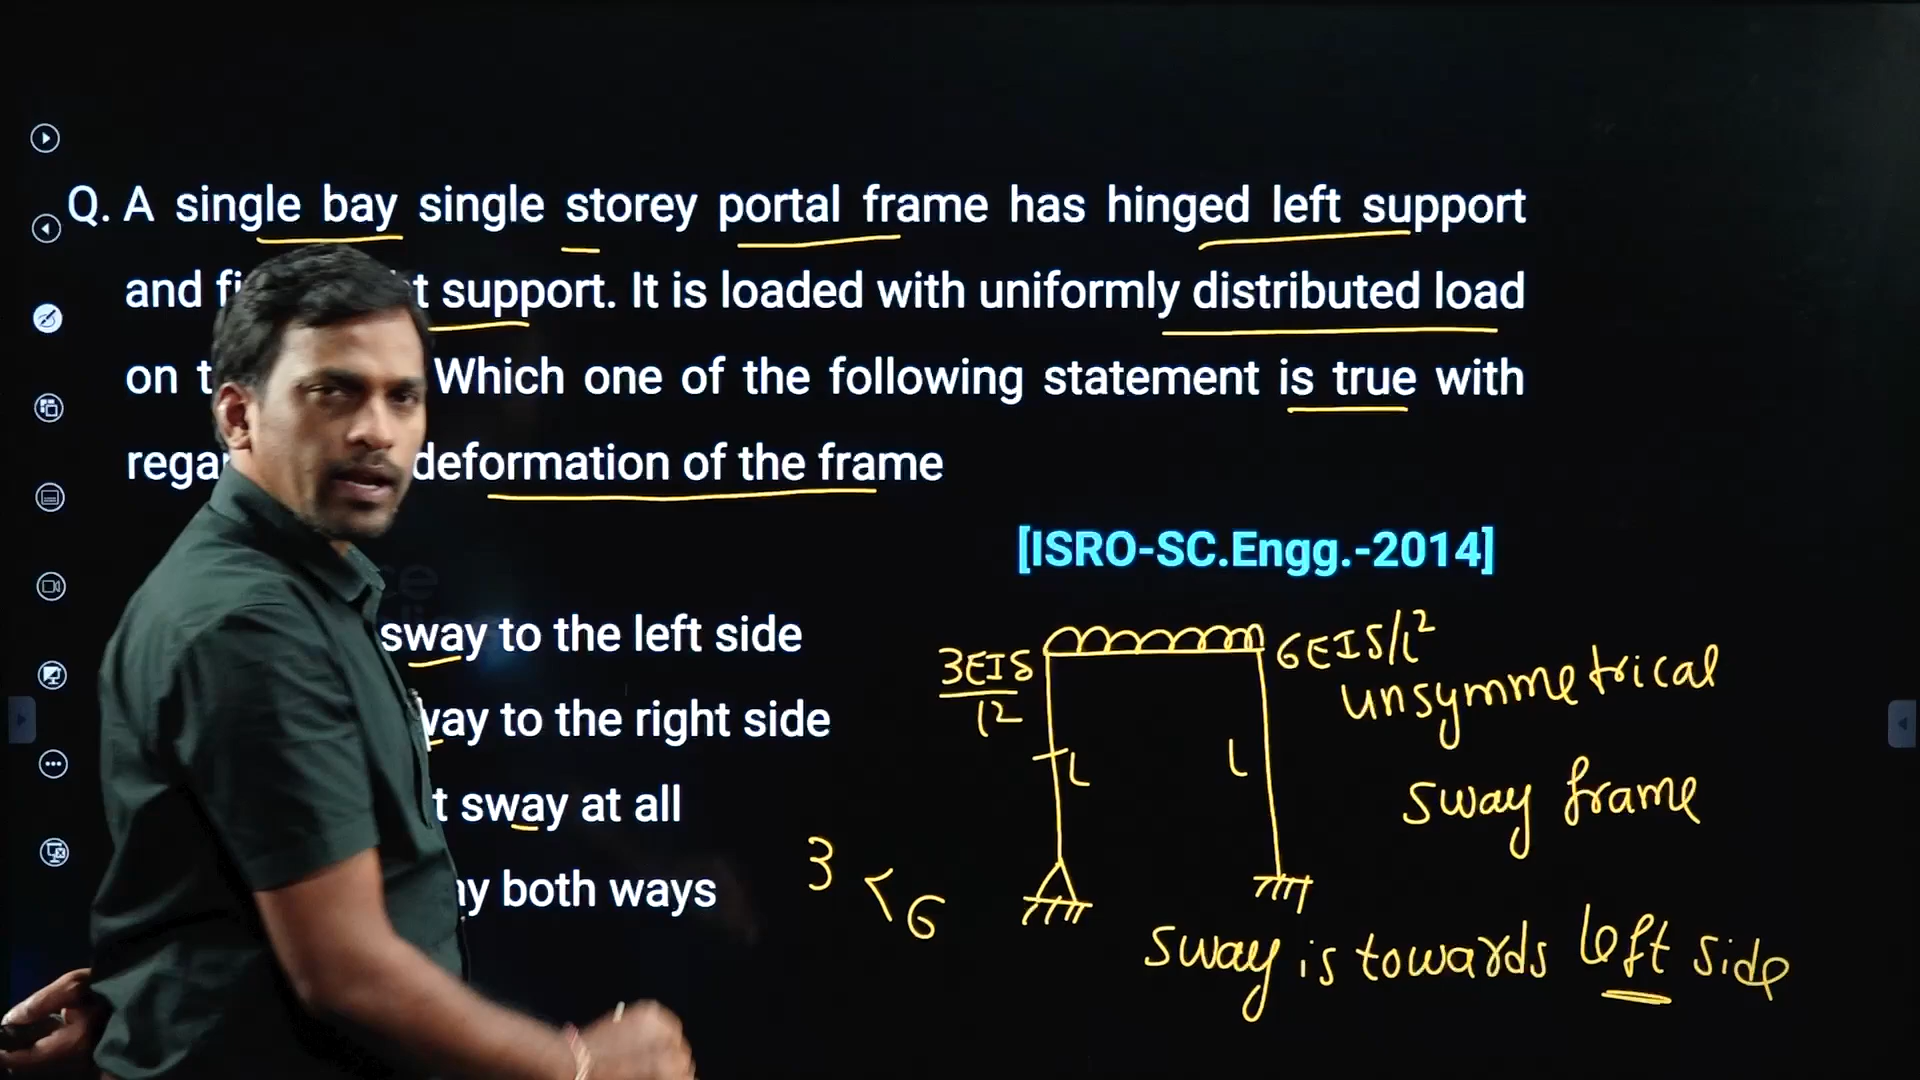 Q. A single bay single storey portal frame has hinged left support
and fi t support. It is loaded with uniformly distributed load
on t Which one of the following statement is true with
rega deformation of the frame
[ISRO-SC.Engg.-2014]
sway to the left side
way to the right side
t sway at all
ay both ways
3EIδ
l2
6EIδ/l²
unsymmetrical
L
L
sway frame
3 < 6
sway is towards left side